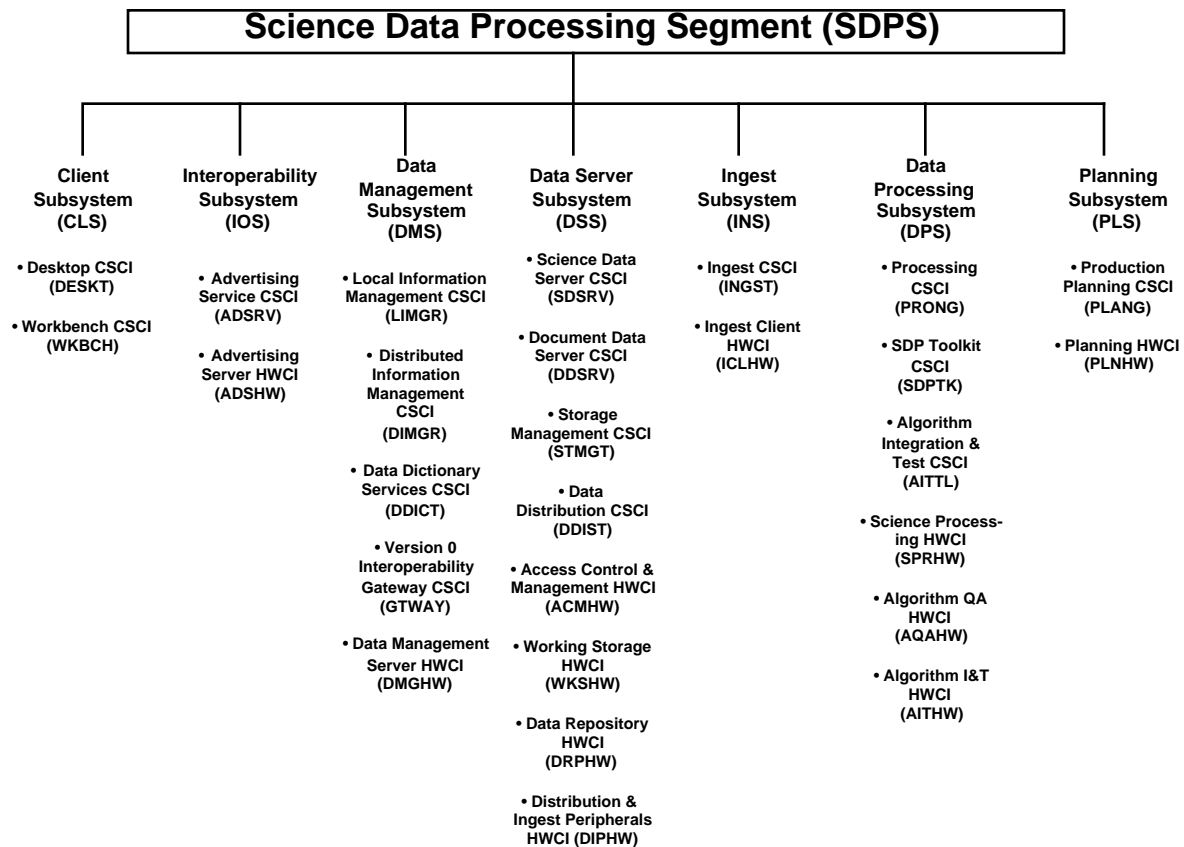 Science Data Processing Segment (SDPS)
Client
Subsystem
(CLS)
• Desktop CSCI
(DESKT)
• Workbench CSCI
(WKBCH)
Interoperability
Subsystem
(IOS)
• Advertising
Service CSCI
(ADSRV)
• Advertising
Server HWCI
(ADSHW)
Data
Management
Subsystem
(DMS)
• Local Information
Management CSCI
(LIMGR)
• Distributed
Information
Management
CSCI
(DIMGR)
• Data Dictionary
Services CSCI
(DDICT)
• Version 0
Interoperability
Gateway CSCI
(GTWAY)
• Data Management
Server HWCI
(DMGHW)
Data Server
Subsystem
(DSS)
• Science Data
Server CSCI
(SDSRV)
• Document Data
Server CSCI
(DDSRV)
• Storage
Management CSCI
(STMGT)
• Data
Distribution CSCI
(DDIST)
• Access Control &
Management HWCI
(ACMHW)
• Working Storage
HWCI
(WKSHW)
• Data Repository
HWCI
(DRPHW)
• Distribution &
Ingest Peripherals
HWCI (DIPHW)
Ingest
Subsystem
(INS)
• Ingest CSCI
(INGST)
• Ingest Client
HWCI
(ICLHW)
Data
Processing
Subsystem
(DPS)
• Processing
CSCI
(PRONG)
• SDP Toolkit
CSCI
(SDPTK)
• Algorithm
Integration &
Test CSCI
(AITTL)
• Science Process-
ing HWCI
(SPRHW)
• Algorithm QA
HWCI
(AQAHW)
• Algorithm I&T
HWCI
(AITHW)
Planning
Subsystem
(PLS)
• Production
Planning CSCI
(PLANG)
• Planning HWCI
(PLNHW)